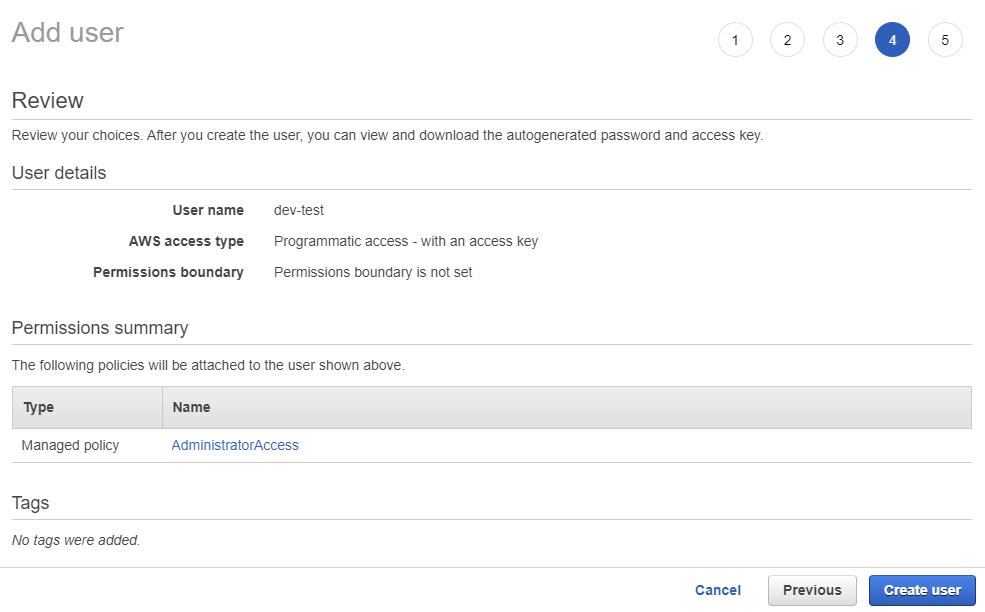 Add user
1 2 3 4 5
Review
Review your choices. After you create the user, you can view and download the autogenerated password and access key.
User details
User name dev-test
AWS access type Programmatic access - with an access key
Permissions boundary Permissions boundary is not set
Permissions summary
The following policies will be attached to the user shown above.
Type Name
Managed policy AdministratorAccess
Tags
No tags were added.
Cancel Previous Create user